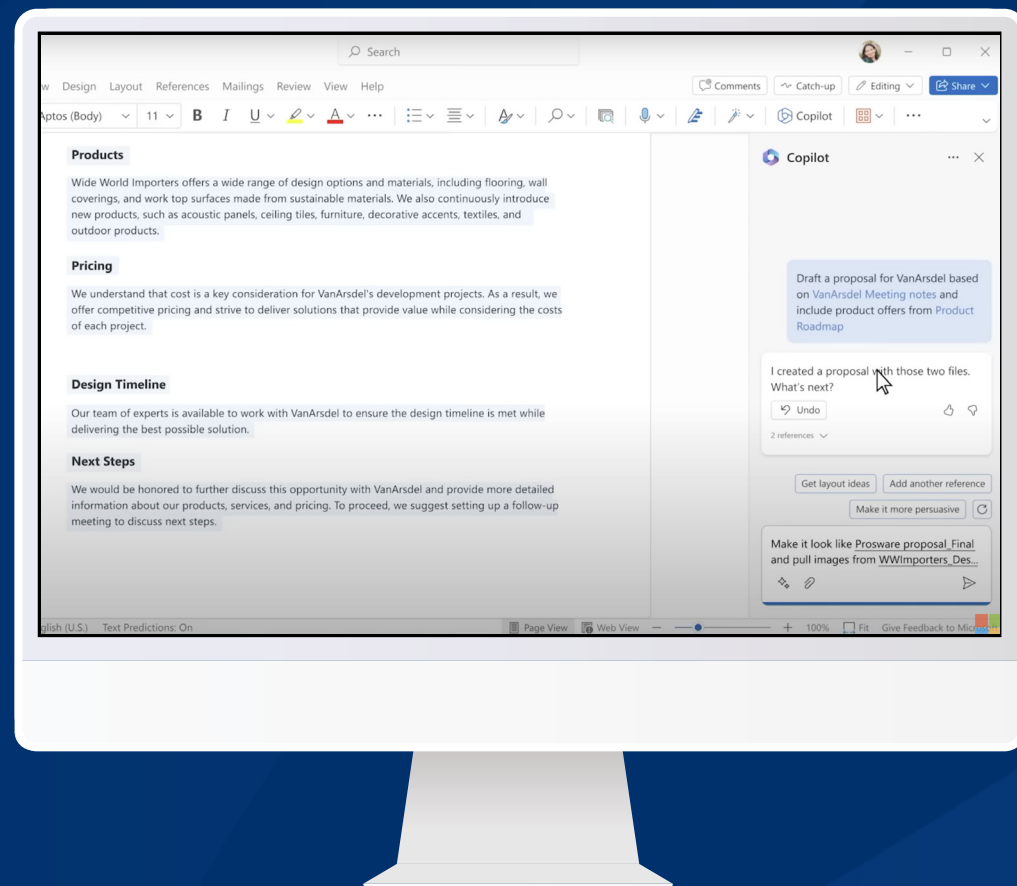 Search
Design Layout References Mailings Review View Help
Comments Catch-up Editing Share
(Body) 11 B I U A A Copilot
Products
Wide World Importers offers a wide range of design options and materials, including flooring, wall
coverings, and work top surfaces made from sustainable materials. We also continuously introduce
new products, such as acoustic panels, ceiling tiles, furniture, decorative accents, textiles, and
outdoor products.
Pricing
We understand that cost is a key consideration for VanArsdel's development projects. As a result, we
offer competitive pricing and strive to deliver solutions that provide value while considering the costs
of each project.
Design Timeline
Our team of experts is available to work with VanArsdel to ensure the design timeline is met while
delivering the best possible solution.
Next Steps
We would be honored to further discuss this opportunity with VanArsdel and provide more detailed
information about our products, services, and pricing. To proceed, we suggest setting up a follow-up
meeting to discuss next steps.
Copilot
Draft a proposal for VanArsdel based
on VanArsdel Meeting notes and
include product offers from Product
Roadmap
I created a proposal with those two files.
What's next?
Undo
2 references
Get layout ideas Add another reference
Make it more persuasive
Make it look like Prosware proposal_Final
and pull images from WWImporters_Des...
(U.S.) Text Predictions: On
Page View Web View 100% Fit Give Feedback to